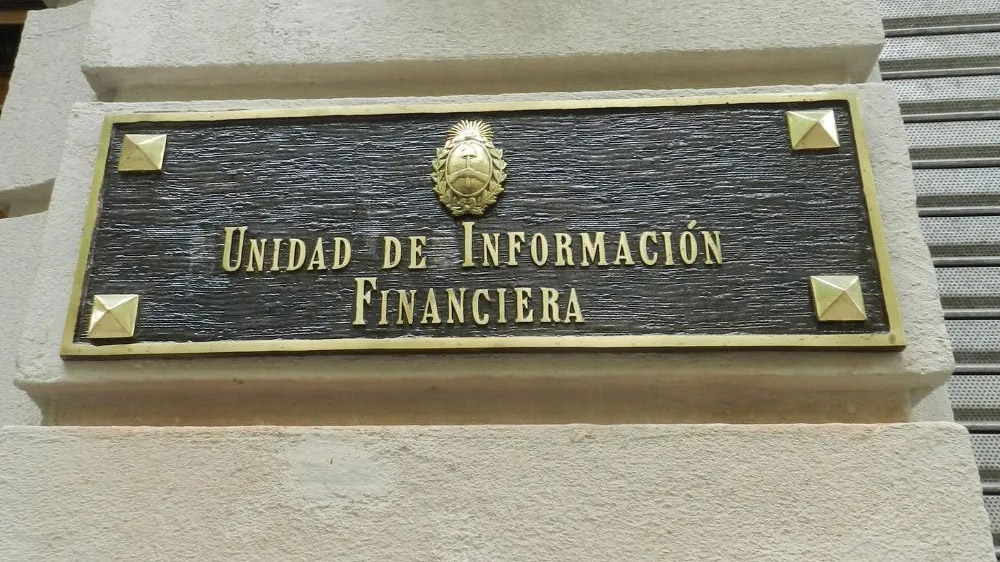 UNIDAD DE INFORMACIÓN
FINANCIERA